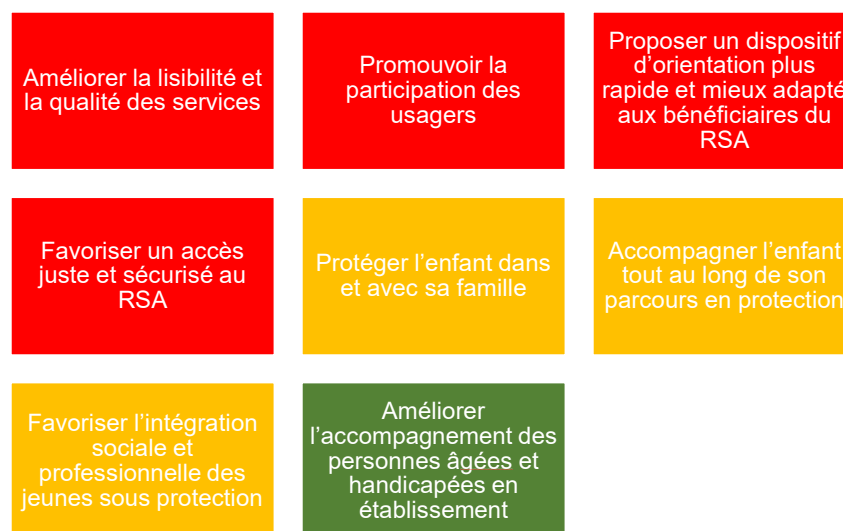 Améliorer la lisibilité et
la qualité des services
Promouvoir la
participation des
usagers
Proposer un dispositif
d'orientation plus
rapide et mieux adapté
aux bénéficiaires du
RSA
Favoriser un accès
juste et sécurisé au
RSA
Protéger l'enfant dans
et avec sa famille
Accompagner l'enfant
tout au long de son
parcours en protection
Favoriser l'intégration
sociale et
professionnelle des
jeunes sous protection
Améliorer
l'accompagnement des
personnes âgées et
handicapées en
établissement